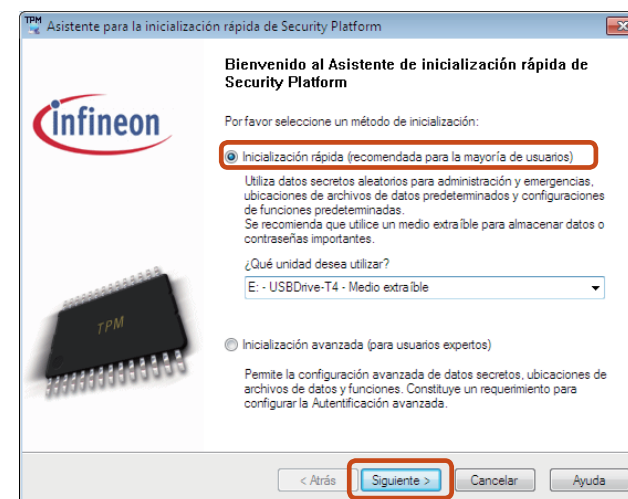 TPM Asistente para la inicialización rápida de Security Platform
Bienvenido al Asistente de inicialización rápida de
Security Platform
infineon
Por favor seleccione un método de inicialización:
Inicialización rápida (recomendada para la mayoría de usuarios)
Utiliza datos secretos aleatorios para administración y emergencias,
ubicaciones de archivos de datos predeterminados y configuraciones
de funciones predeterminadas.
Se recomienda que utilice un medio extraíble para almacenar datos o
contraseñas importantes.
¿Qué unidad desea utilizar?
E: - USBDrive-T4 - Medio extraíble
TPM
Inicialización avanzada (para usuarios expertos)
Permite la configuración avanzada de datos secretos, ubicaciones de
archivos de datos y funciones. Constituye un requerimiento para
configurar la Autentificación avanzada.
< Atrás Siguiente > Cancelar Ayuda